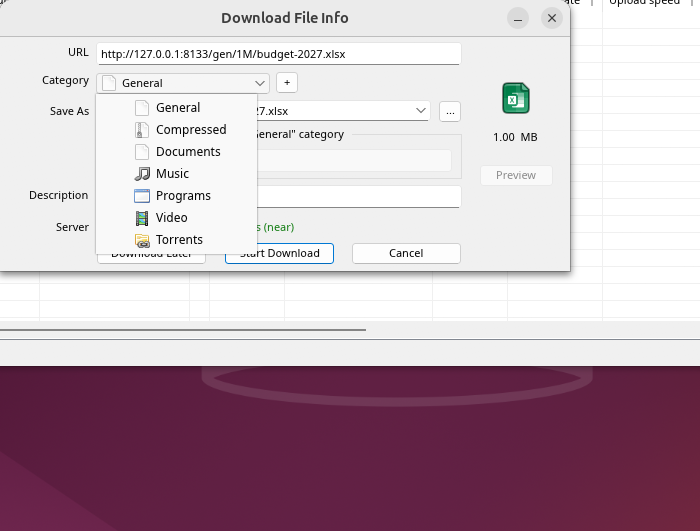 Upload speed
Download File Info
URL http://127.0.0.1:8133/gen/1M/budget-2027.xlsx
Category General +
Save As 27.xlsx ...
General
Compressed
Documents
Music
Programs
Video
Torrents
General" category
1.00 MB
Preview
Description
Server (near)
Download Later Start Download Cancel